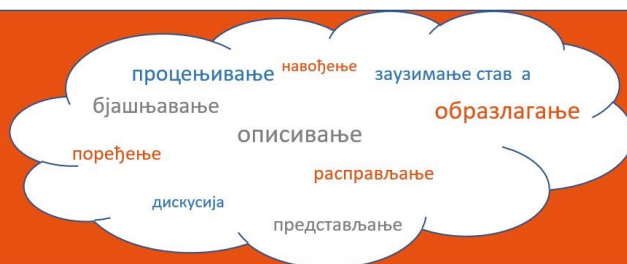 процењивање навођење заузимање став а
бјашњавање
образлагање
описивање
поређење
расправљање
дискусија
представљање